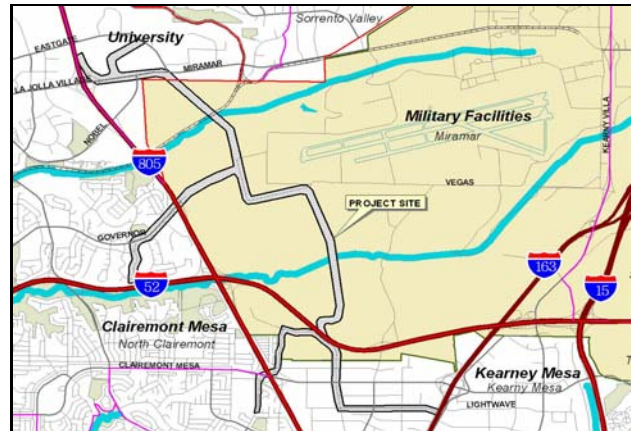 Sorrento Valley
University
EASTGATE
MIRAMAR
LA JOLLA VILLAGE
NOBEL
Military Facilities
Miramar
KEARNY VILLA
805
VEGAS
PROJECT SITE
GOVERNOR
52
163
15
Clairemont Mesa
North Clairemont
CLAIREMONT MESA
Kearney Mesa
Kearny Mesa
LIGHTWAVE
T